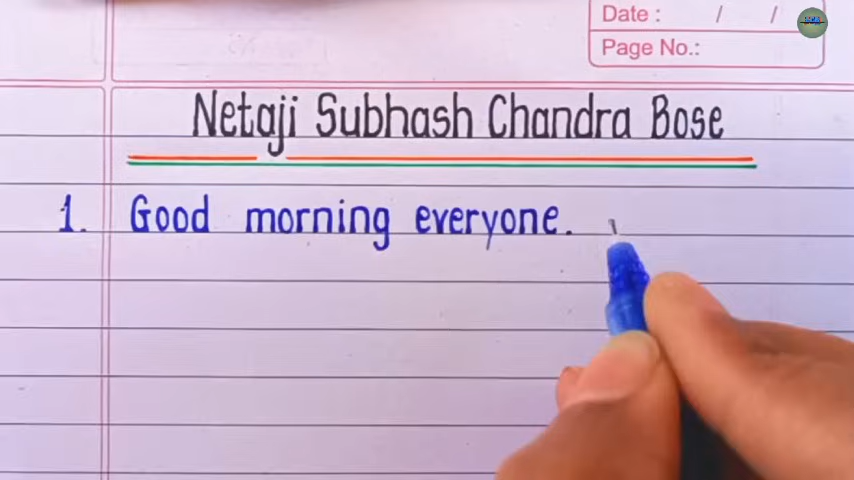 Date : / /
Page No.:
Netaji Subhash Chandra Bose
1. Good morning everyone.